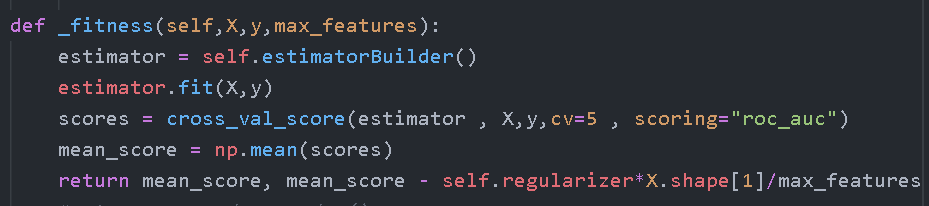 def _fitness(self,X,y,max_features):
estimator = self.estimatorBuilder()
estimator.fit(X,y)
scores = cross_val_score(estimator , X,y,cv=5 , scoring="roc_auc")
mean_score = np.mean(scores)
return mean_score, mean_score - self.regularizer*X.shape[1]/max_features